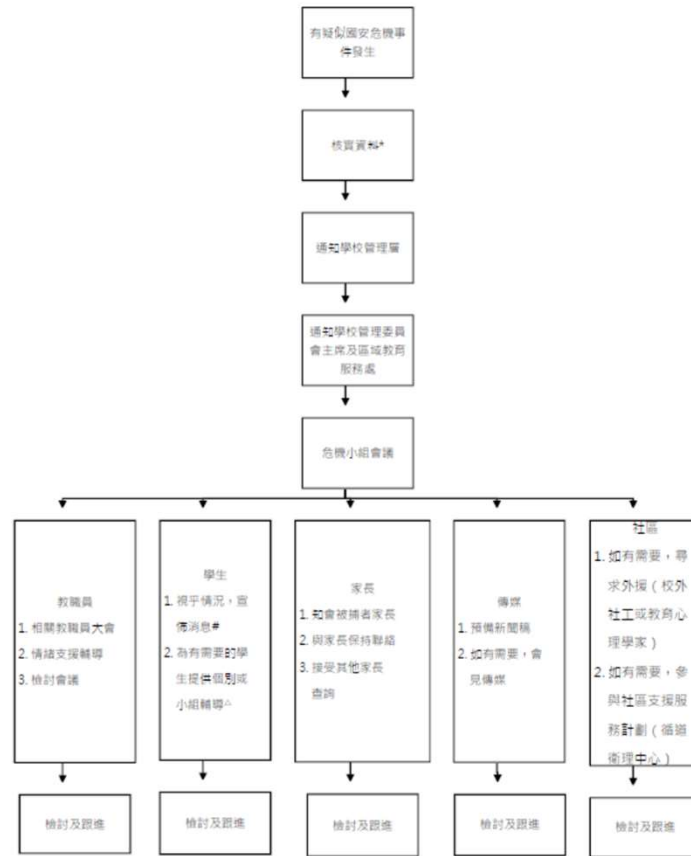 有疑似國安危機事
件發生
核實資料*
通知學校管理層
通知學校管理委員
會主席及區域教育
服務處
危機小組會議
教職員
1. 相關教職員大會
2. 情緒支援輔導
3. 檢討會議
學生
1. 視乎情況，宣
佈消息#
2. 為有需要的學
生提供個別或
小組輔導△
家長
1. 知會被捕者家長
2. 與家長保持聯絡
3. 接受其他家長
查詢
傳媒
1. 預備新聞稿
2. 如有需要，會
見傳媒
社區
1. 如有需要，尋
求外援（校外
社工或教育心
理學家）
2. 如有需要，參
與社區支援服
務計劃（循道
衛理中心）
檢討及跟進
檢討及跟進
檢討及跟進
檢討及跟進
檢討及跟進